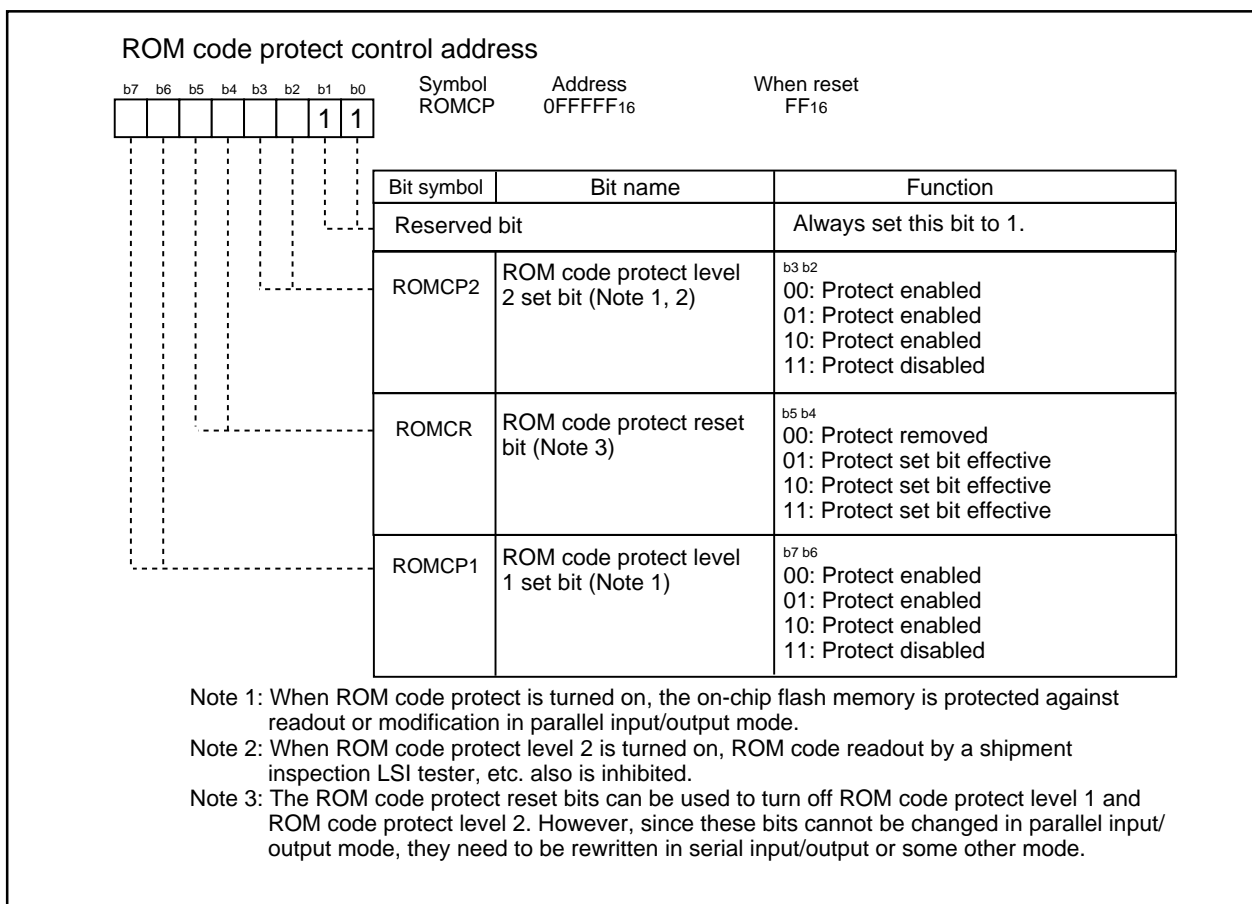 ROM code protect control address
b7 b6 b5 b4 b3 b2 b1 b0
1 1
Symbol Address When reset
ROMCP 0FFFFF16 FF16
Bit symbol Bit name Function
Reserved bit Always set this bit to 1.
ROMCP2 ROM code protect level
2 set bit (Note 1, 2)
b3 b2
00: Protect enabled
01: Protect enabled
10: Protect enabled
11: Protect disabled
ROMCR ROM code protect reset
bit (Note 3)
b5 b4
00: Protect removed
01: Protect set bit effective
10: Protect set bit effective
11: Protect set bit effective
ROMCP1 ROM code protect level
1 set bit (Note 1)
b7 b6
00: Protect enabled
01: Protect enabled
10: Protect enabled
11: Protect disabled
Note 1: When ROM code protect is turned on, the on-chip flash memory is protected against
readout or modification in parallel input/output mode.
Note 2: When ROM code protect level 2 is turned on, ROM code readout by a shipment
inspection LSI tester, etc. also is inhibited.
Note 3: The ROM code protect reset bits can be used to turn off ROM code protect level 1 and
ROM code protect level 2. However, since these bits cannot be changed in parallel input/
output mode, they need to be rewritten in serial input/output or some other mode.